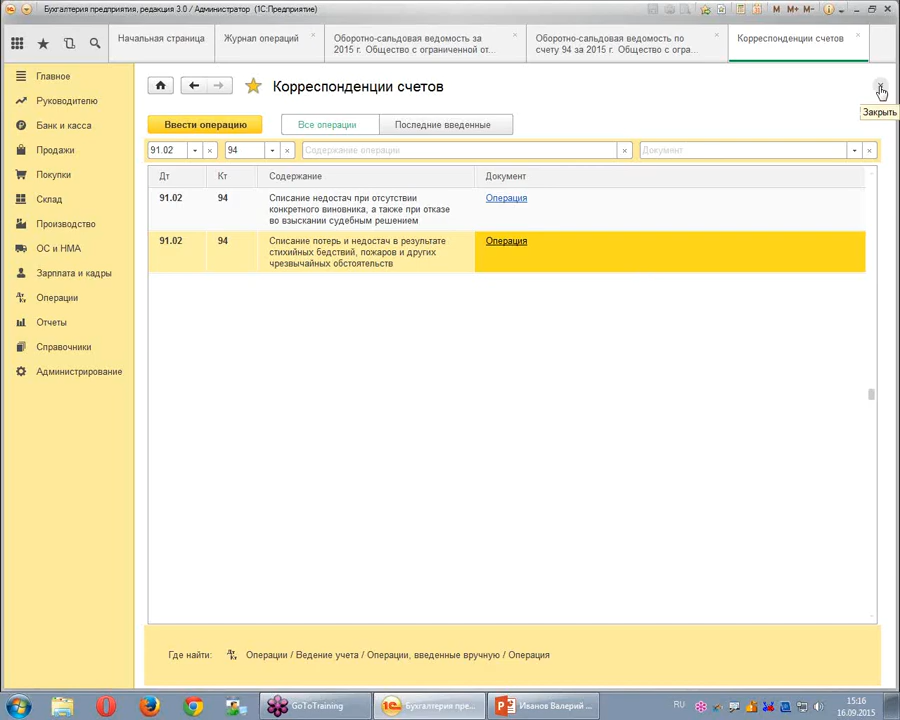 Бухгалтерия предприятия, редакция 3.0 / Администратор (1С:Предприятие)
M M+ M-
Начальная страница
Журнал операций
Оборотно-сальдовая ведомость за
2015 г. Общество с ограниченной от...
Оборотно-сальдовая ведомость по
счету 94 за 2015 г. Общество с огра...
Корреспонденции счетов
Главное
Руководителю
Банк и касса
Продажи
Покупки
Склад
Производство
ОС и НМА
Зарплата и кадры
Операции
Отчеты
Справочники
Администрирование
Корреспонденции счетов
Закрыть
Ввести операцию
Все операции
Последние введенные
91.02
94
Содержание операции
Документ
Дт
Кт
Содержание
Документ
91.02
94
Списание недостач при отсутствии
конкретного виновника, а также при отказе
во взыскании судебным решением
Операция
91.02
94
Списание потерь и недостач в результате
стихийных бедствий, пожаров и других
чрезвычайных обстоятельств
Операция
Где найти:
Операции / Ведение учета / Операции, введенные вручную / Операция
GoToTraining
Бухгалтерия пре...
Иванов Валерий ...
RU
15:16
16.09.2015